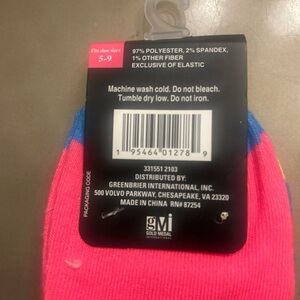 Fits shoe sizes
5-9
97% POLYESTER, 2% SPANDEX,
1% OTHER FIBER
EXCLUSIVE OF ELASTIC
Machine wash cold. Do not bleach.
Tumble dry low. Do not iron.
1 95464 01278 9
331551 2103
DISTRIBUTED BY:
GREENBRIER INTERNATIONAL, INC.
500 VOLVO PARKWAY, CHESAPEAKE, VA 23320
MADE IN CHINA RN# 87254
PACKAGING CODE
gMi
GOLD MEDAL
INTERNATIONAL